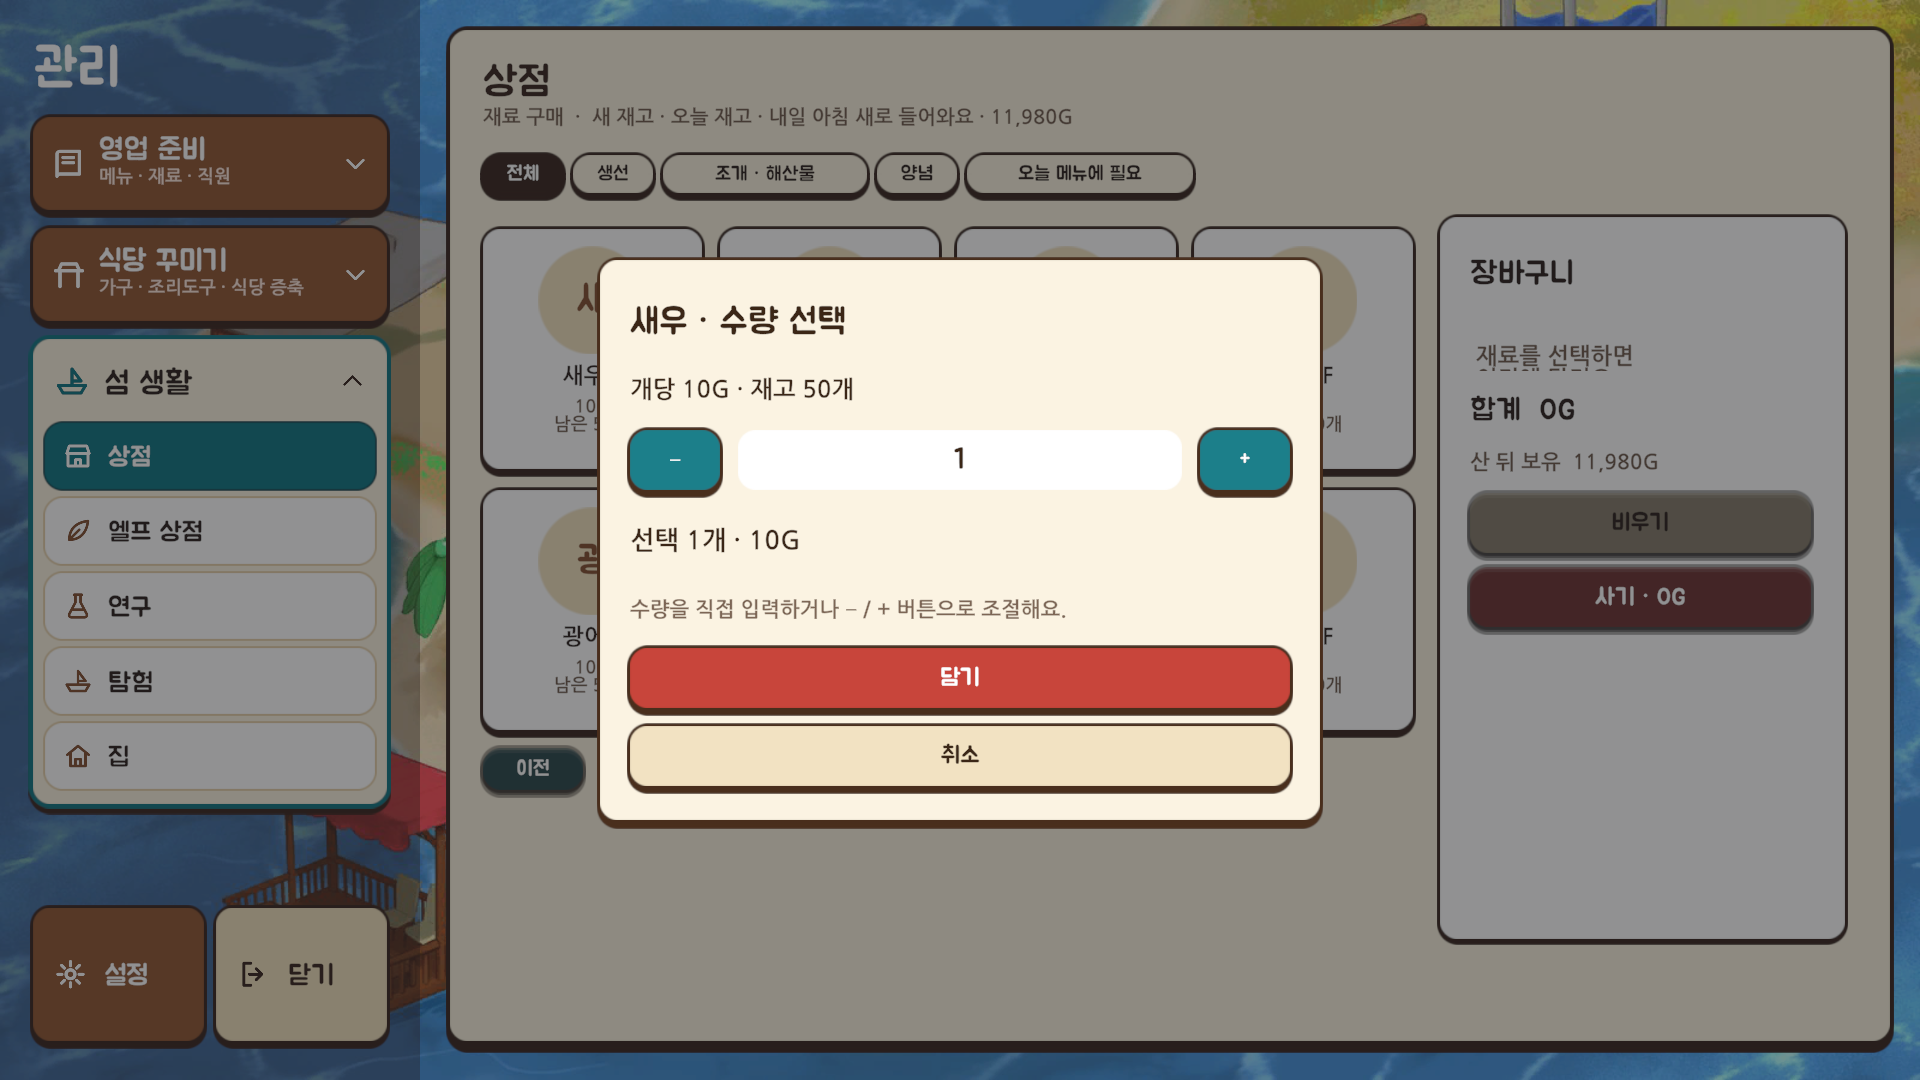 관리
영업 준비
메뉴 · 재료 · 직원
식당 꾸미기
가구 · 조리도구 · 식당 증축
섬 생활
상점
엘프 상점
연구
탐험
집
설정
닫기
상점
재료 구매 · 새 재고 · 오늘 재고 · 내일 아침 새로 들어와요 · 11,980G
전체
생선
조개 · 해산물
양념
오늘 메뉴에 필요
새우
10
남은
10
남은
이전
새우 · 수량 선택
개당 10G · 재고 50개
–
1
+
선택 1개 · 10G
수량을 직접 입력하거나 – / + 버튼으로 조절해요.
담기
취소
장바구니
재료를 선택하면
합계 0G
산 뒤 보유 11,980G
비우기
사기 · 0G